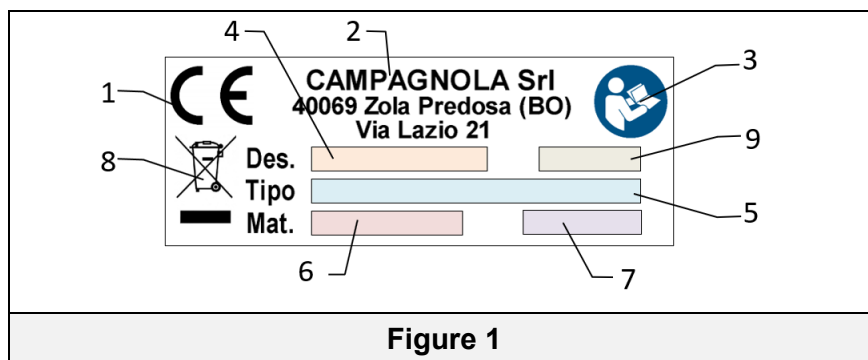 4 2 3
1 CE CAMPAGNOLA Srl
40069 Zola Predosa (BO)
Via Lazio 21
9
8 Des.
Tipo 5
Mat.
6 7
Figure 1